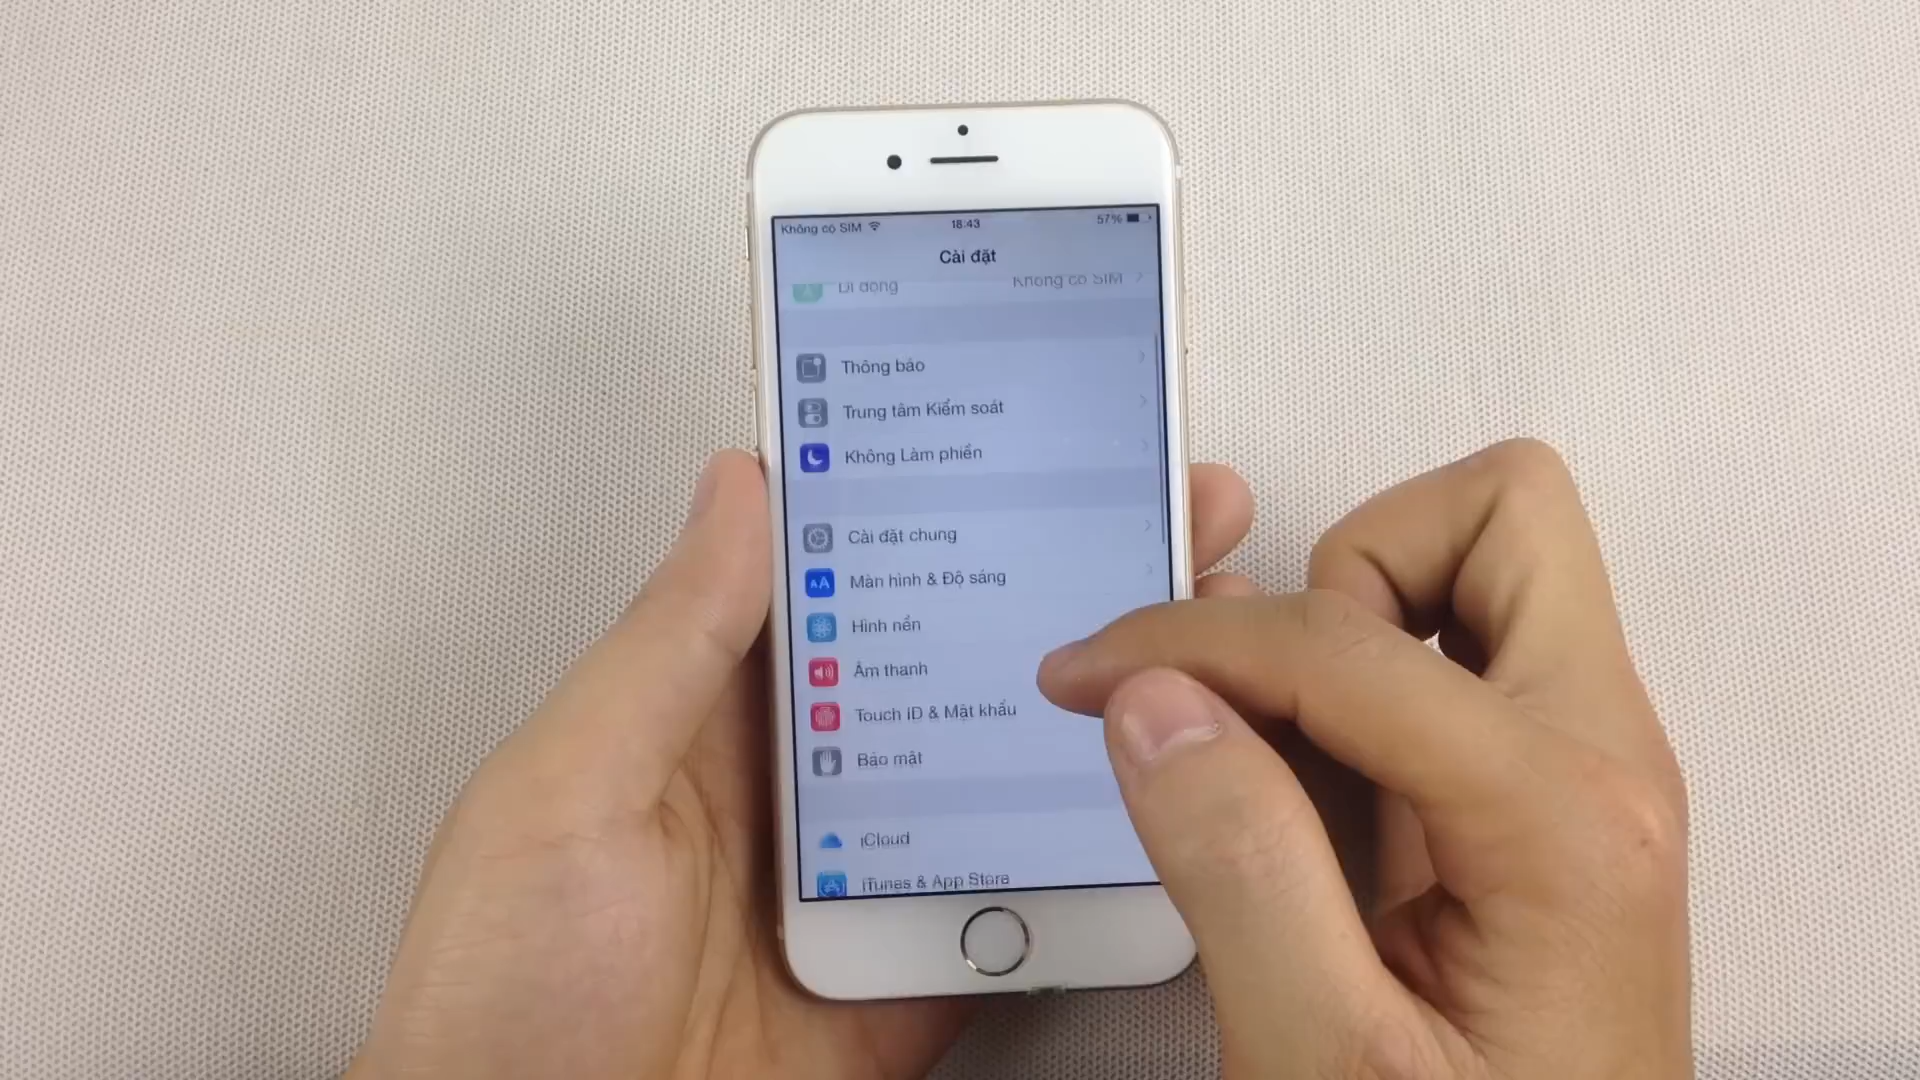 Không có SIM 18:43 57%
Cài đặt
Di động Không có SIM
Thông báo
Trung tâm Kiểm soát
Không Làm phiền
Cài đặt chung
Màn hình & Độ sáng
AA
Hình nền
Âm thanh
Touch ID & Mật khẩu
Bảo mật
iCloud
iTunes & App Store